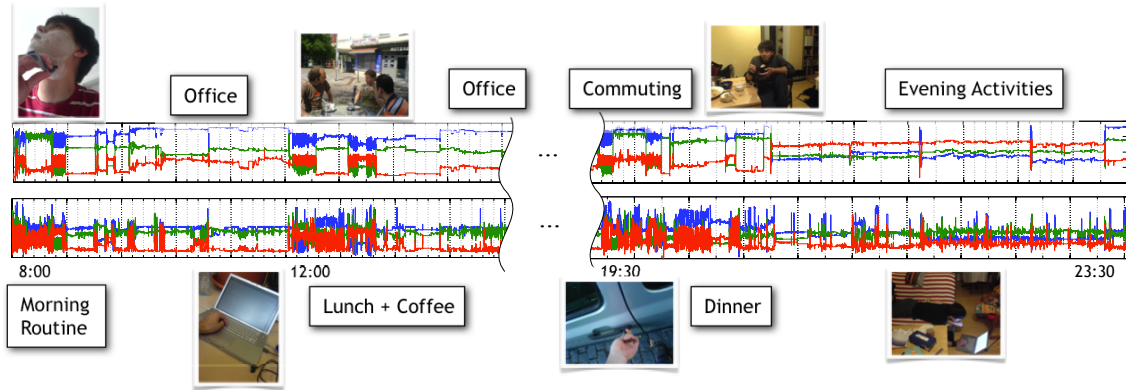 Office
Office
Commuting
Evening Activities
...
...
8:00
12:00
19:30
23:30
Morning
Routine
Lunch + Coffee
Dinner